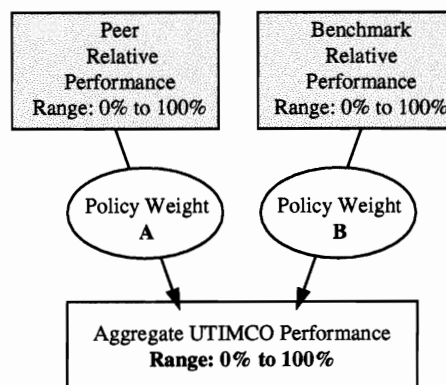 Peer
Relative
Performance
Range: 0% to 100%
Benchmark
Relative
Performance
Range: 0% to 100%
Policy Weight
A
Policy Weight
B
Aggregate UTIMCO Performance
Range: 0% to 100%